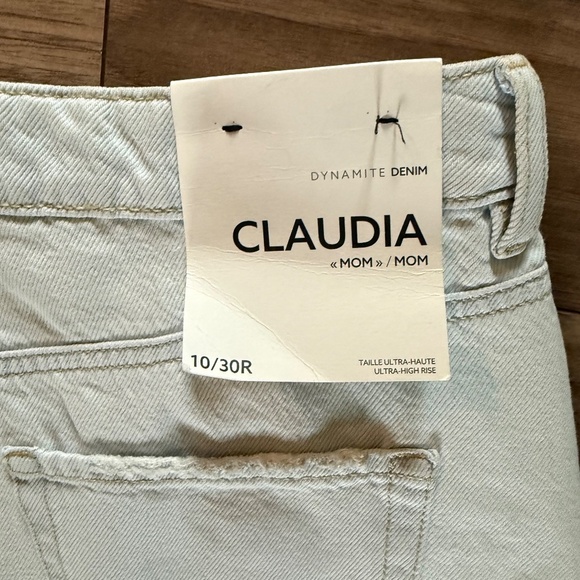 DYNAMITE DENIM
CLAUDIA
« MOM » / MOM
10/30R
TAILLE ULTRA-HAUTE
ULTRA-HIGH RISE